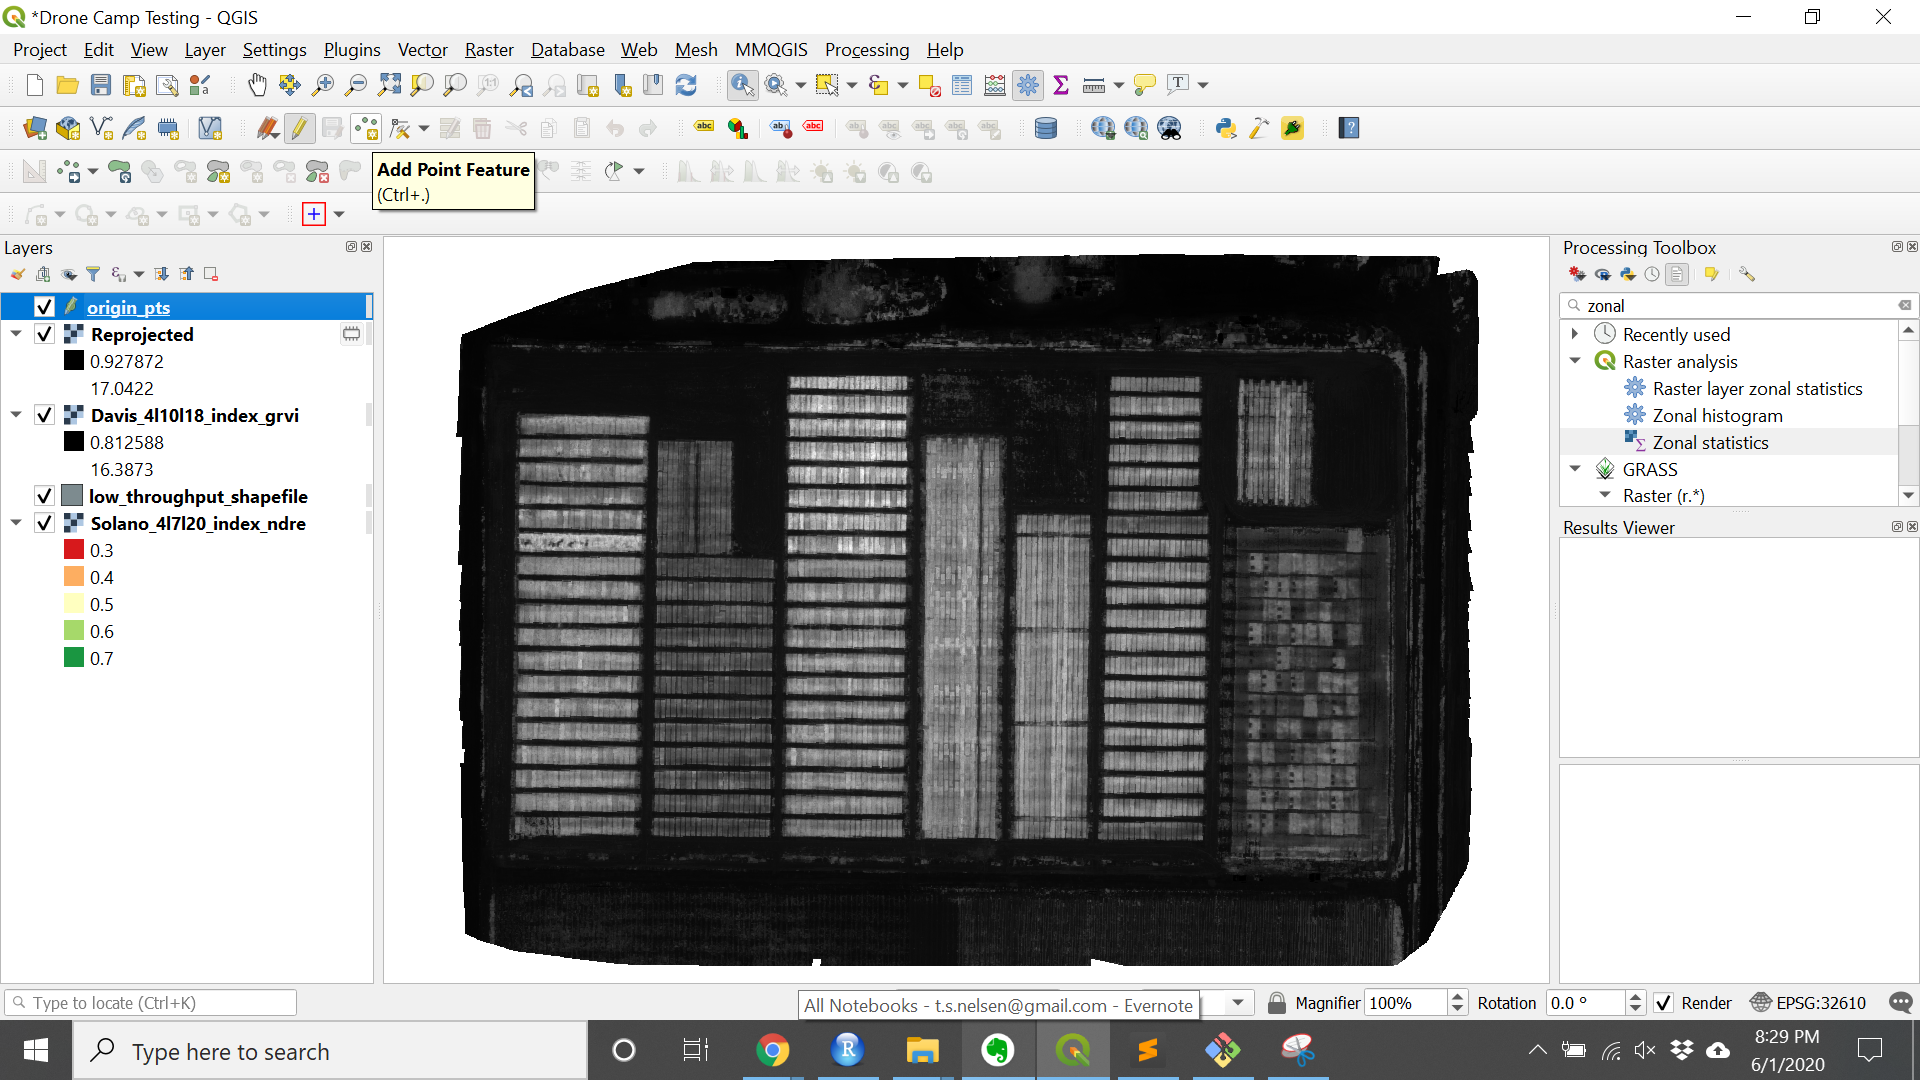 *Drone Camp Testing - QGIS
Project Edit View Layer Settings Plugins Vector Raster Database Web Mesh MMQGIS Processing Help
Add Point Feature
(Ctrl+.)
Layers
origin_pts
Reprojected
0.927872
17.0422
Davis_4l10l18_index_grvi
0.812588
16.3873
low_throughput_shapefile
Solano_4l7l20_index_ndre
0.3
0.4
0.5
0.6
0.7
Processing Toolbox
zonal
Recently used
Raster analysis
Raster layer zonal statistics
Zonal histogram
Zonal statistics
GRASS
Raster (r.*)
Results Viewer
Type to locate (Ctrl+K)
All Notebooks - t.s.nelsen@gmail.com - Evernote
Magnifier 100% Rotation 0.0 ° Render EPSG:32610
Type here to search
8:29 PM
6/1/2020